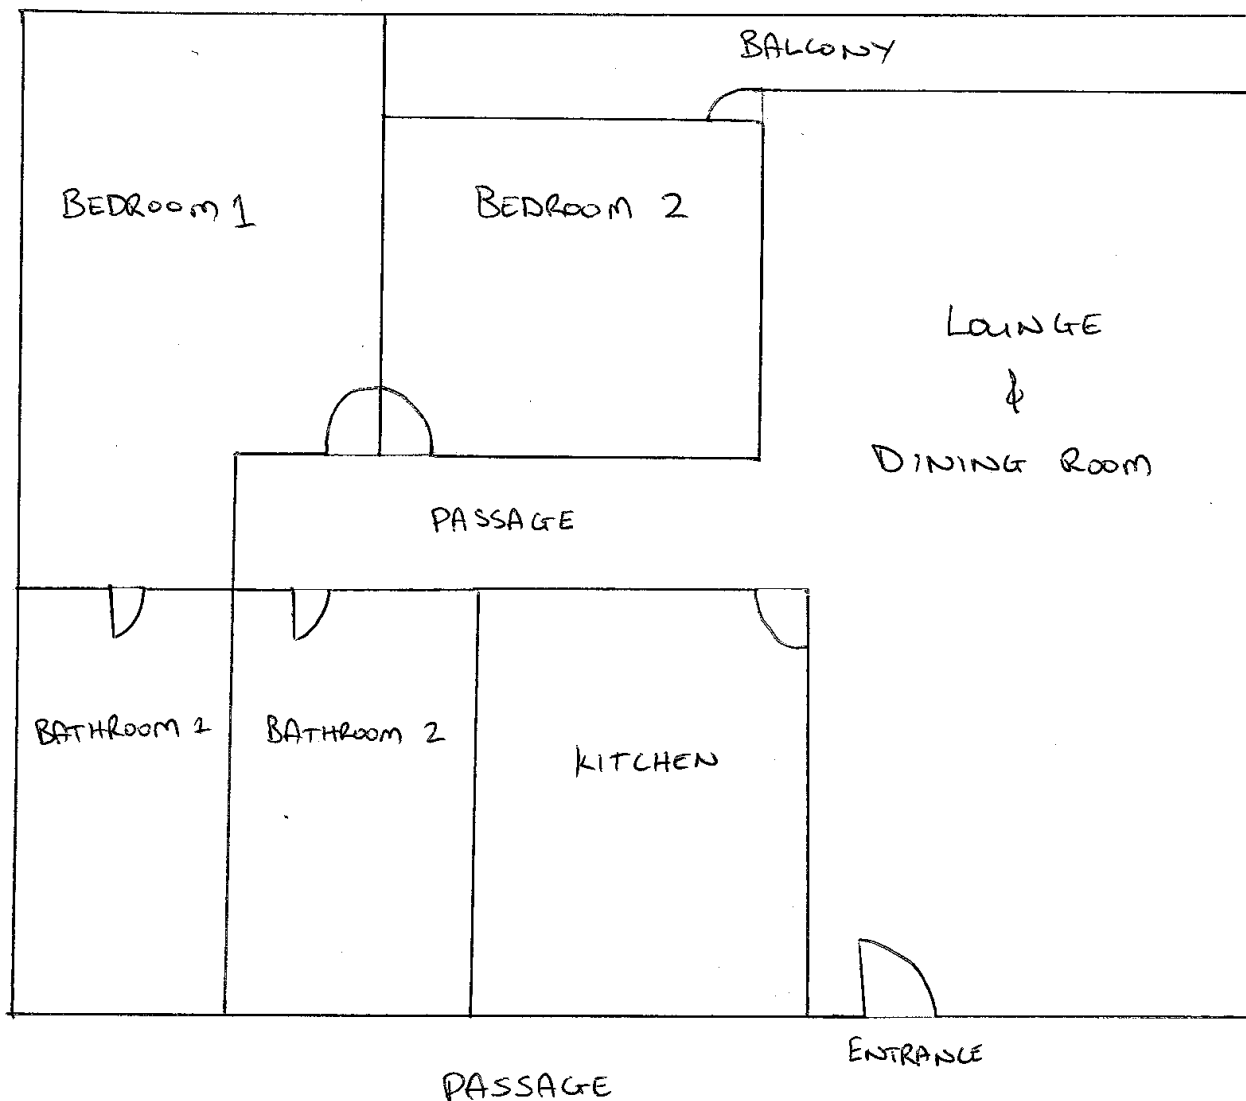 BALCONY
BEDROOM 1
BEDROOM 2
LOUNGE
&
DINING ROOM
PASSAGE
BATHROOM 1
BATHROOM 2
KITCHEN
ENTRANCE
PASSAGE